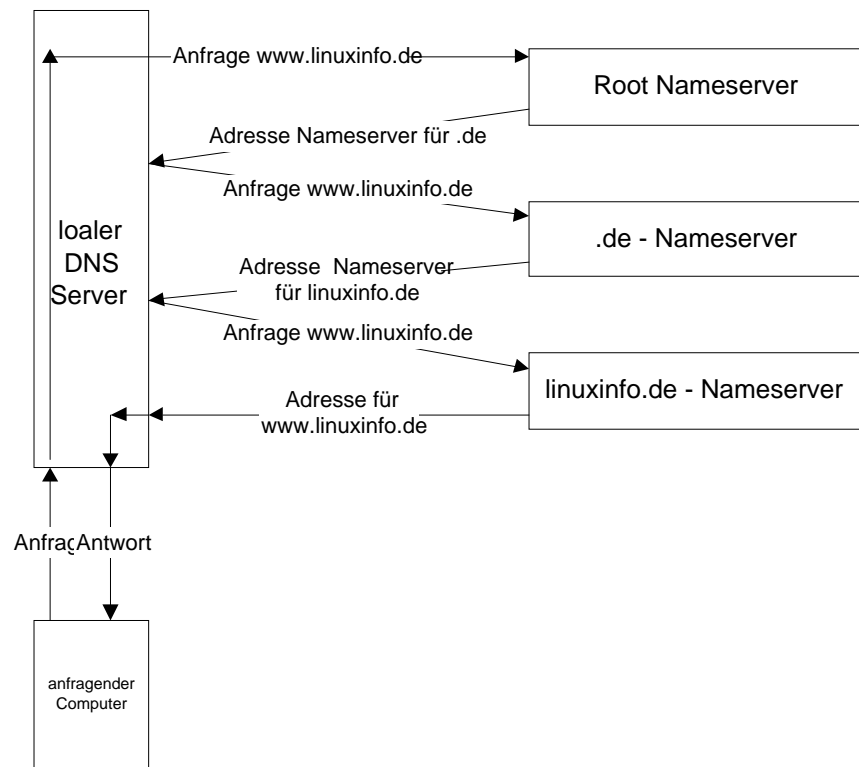 Anfrage www.linuxinfo.de
Root Nameserver
Adresse Nameserver für .de
Anfrage www.linuxinfo.de
.de - Nameserver
loaler
DNS
Server
Adresse Nameserver
für linuxinfo.de
Anfrage www.linuxinfo.de
linuxinfo.de - Nameserver
Adresse für
www.linuxinfo.de
Antwort
anfragender
Computer